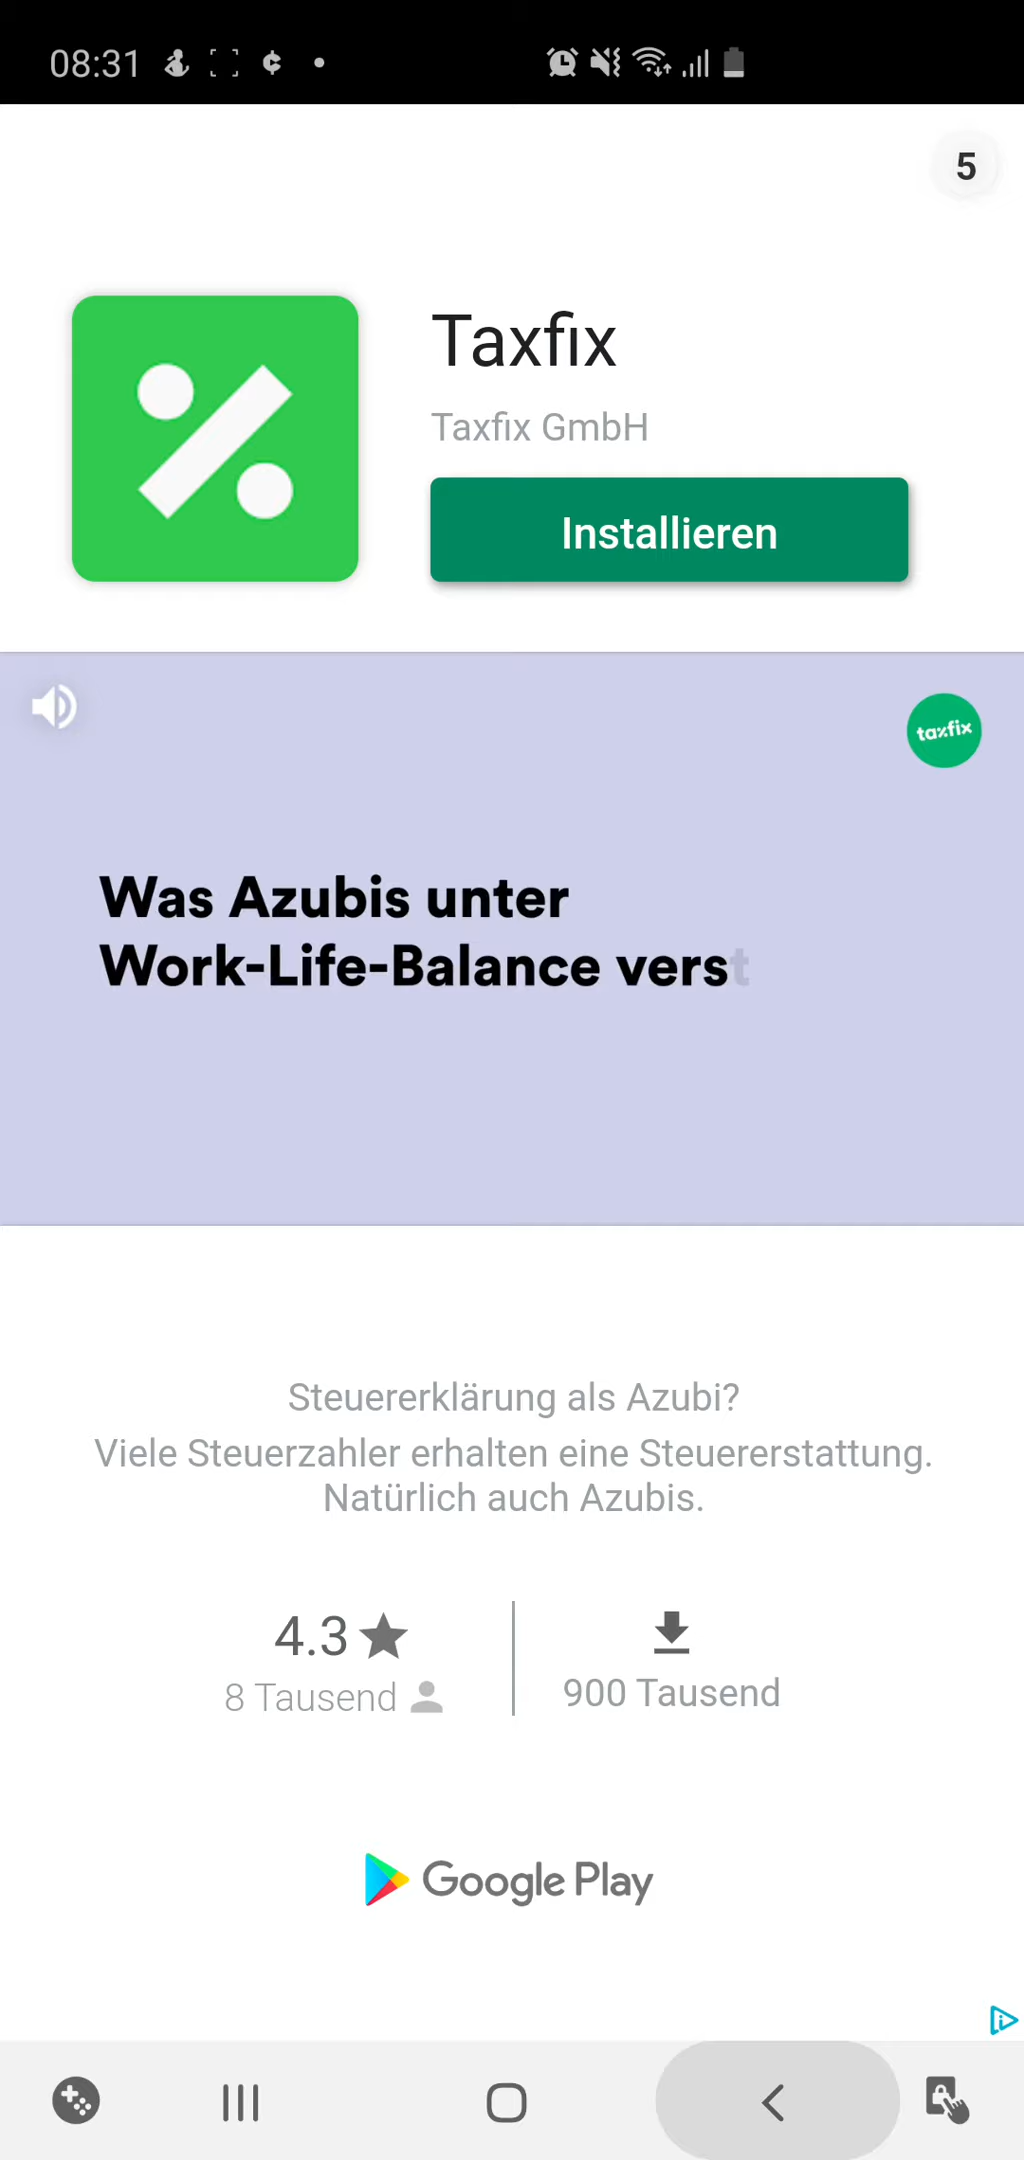 08:31
5
Taxfix
Taxfix GmbH
Installieren
taxfix
Was Azubis unter
Work-Life-Balance verst
Steuererklärung als Azubi?
Viele Steuerzahler erhalten eine Steuererstattung.
Natürlich auch Azubis.
4.3
8 Tausend
900 Tausend
Google Play